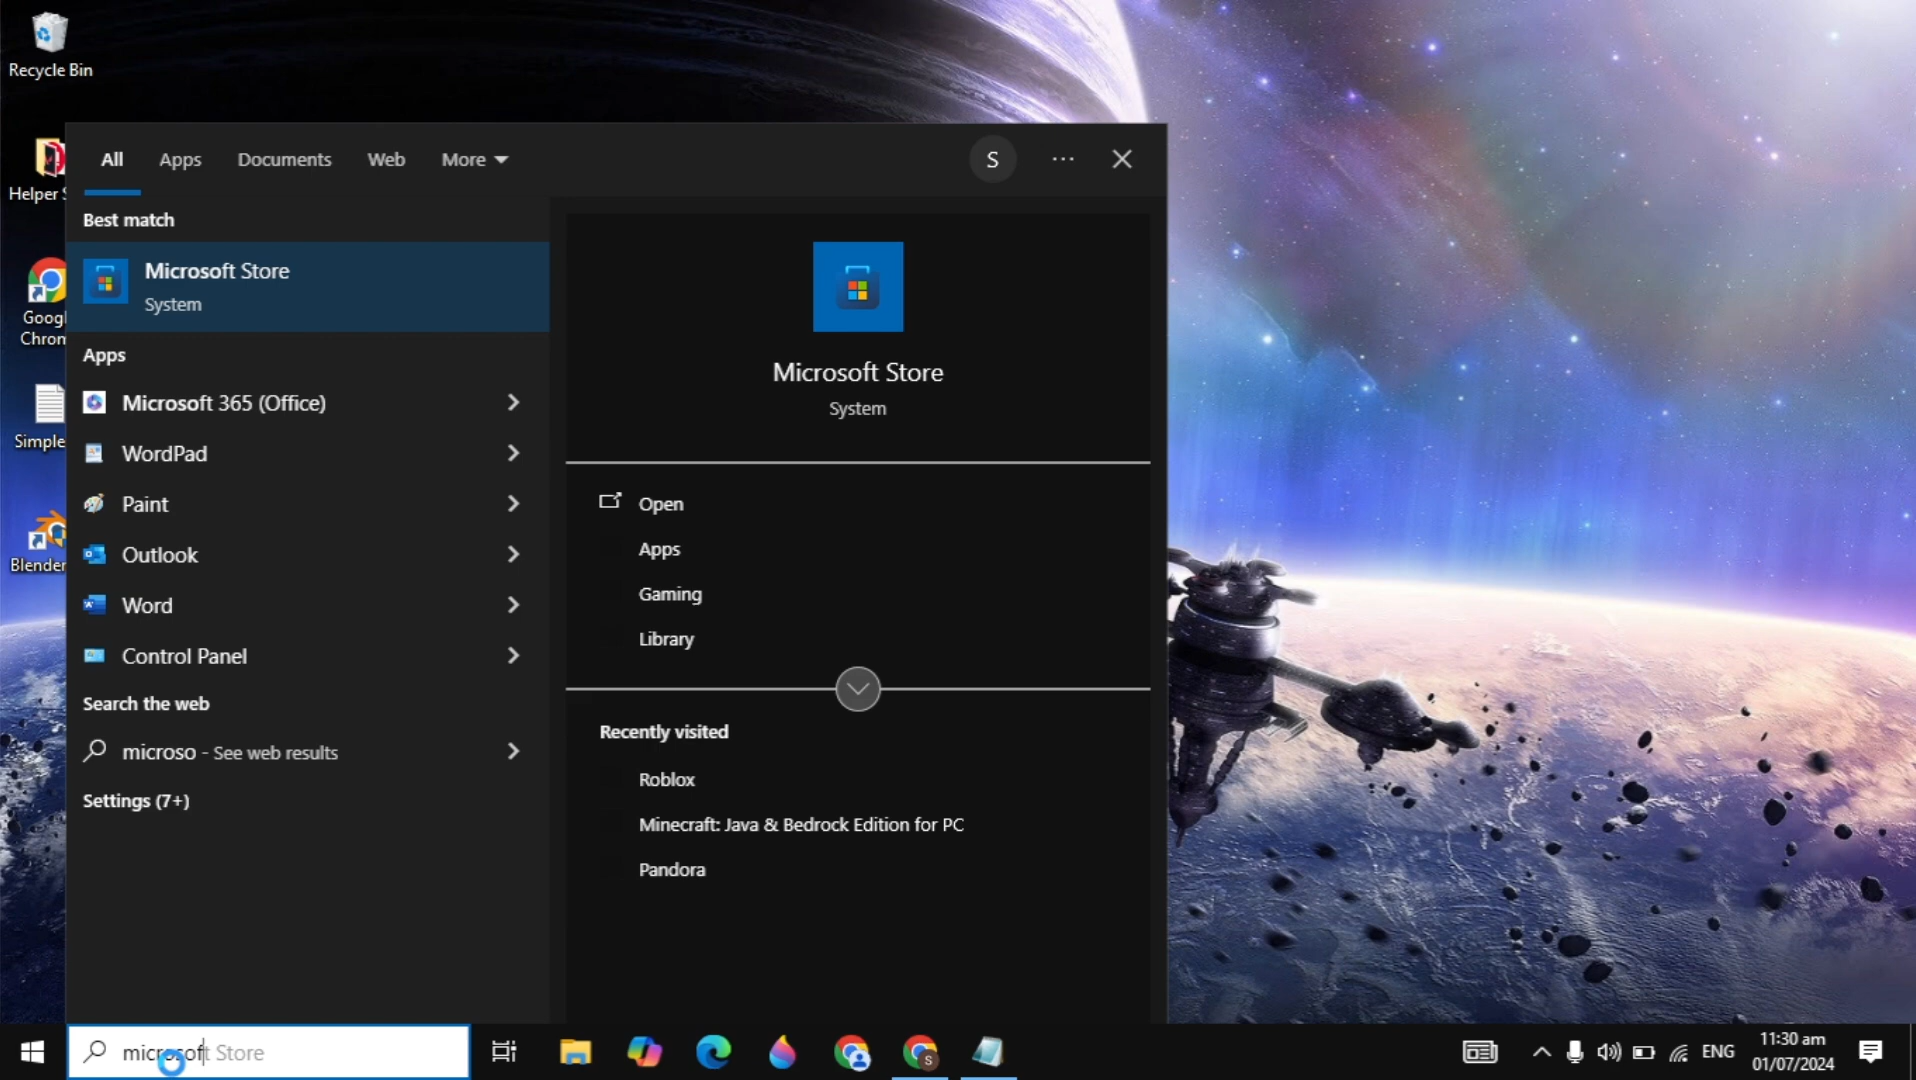 Recycle Bin
Helper S
Googl
Chrom
Simple
Blender
All Apps Documents Web More
S
Best match
Microsoft Store
System
Apps
Microsoft 365 (Office)
WordPad
Paint
Outlook
Word
Control Panel
Search the web
microso - See web results
Settings (7+)
Microsoft Store
System
Open
Apps
Gaming
Library
Recently visited
Roblox
Minecraft: Java & Bedrock Edition for PC
Pandora
microsoft Store
S
ENG
11:30 am
01/07/2024